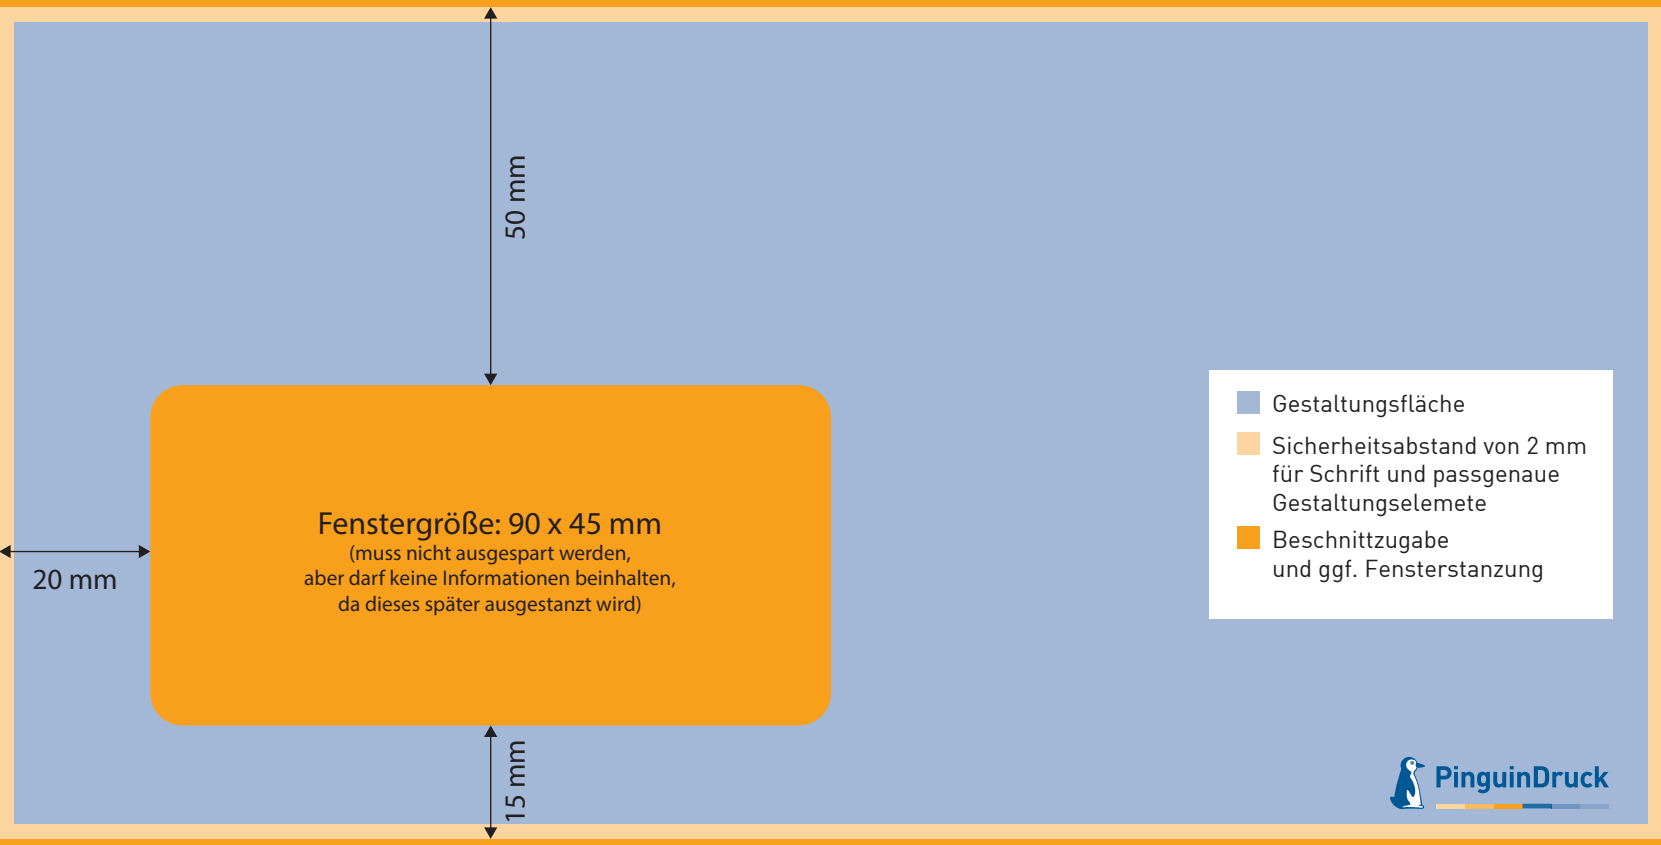 50 mm
Fenstergröße: 90 x 45 mm
(muss nicht ausgespart werden,
aber darf keine Informationen beinhalten,
da dieses später ausgestanzt wird)
20 mm
15 mm
Gestaltungsfläche
Sicherheitsabstand von 2 mm
für Schrift und passgenaue
Gestaltungselemete
Beschnittzugabe
und ggf. Fensterstanzung
PinguinDruck